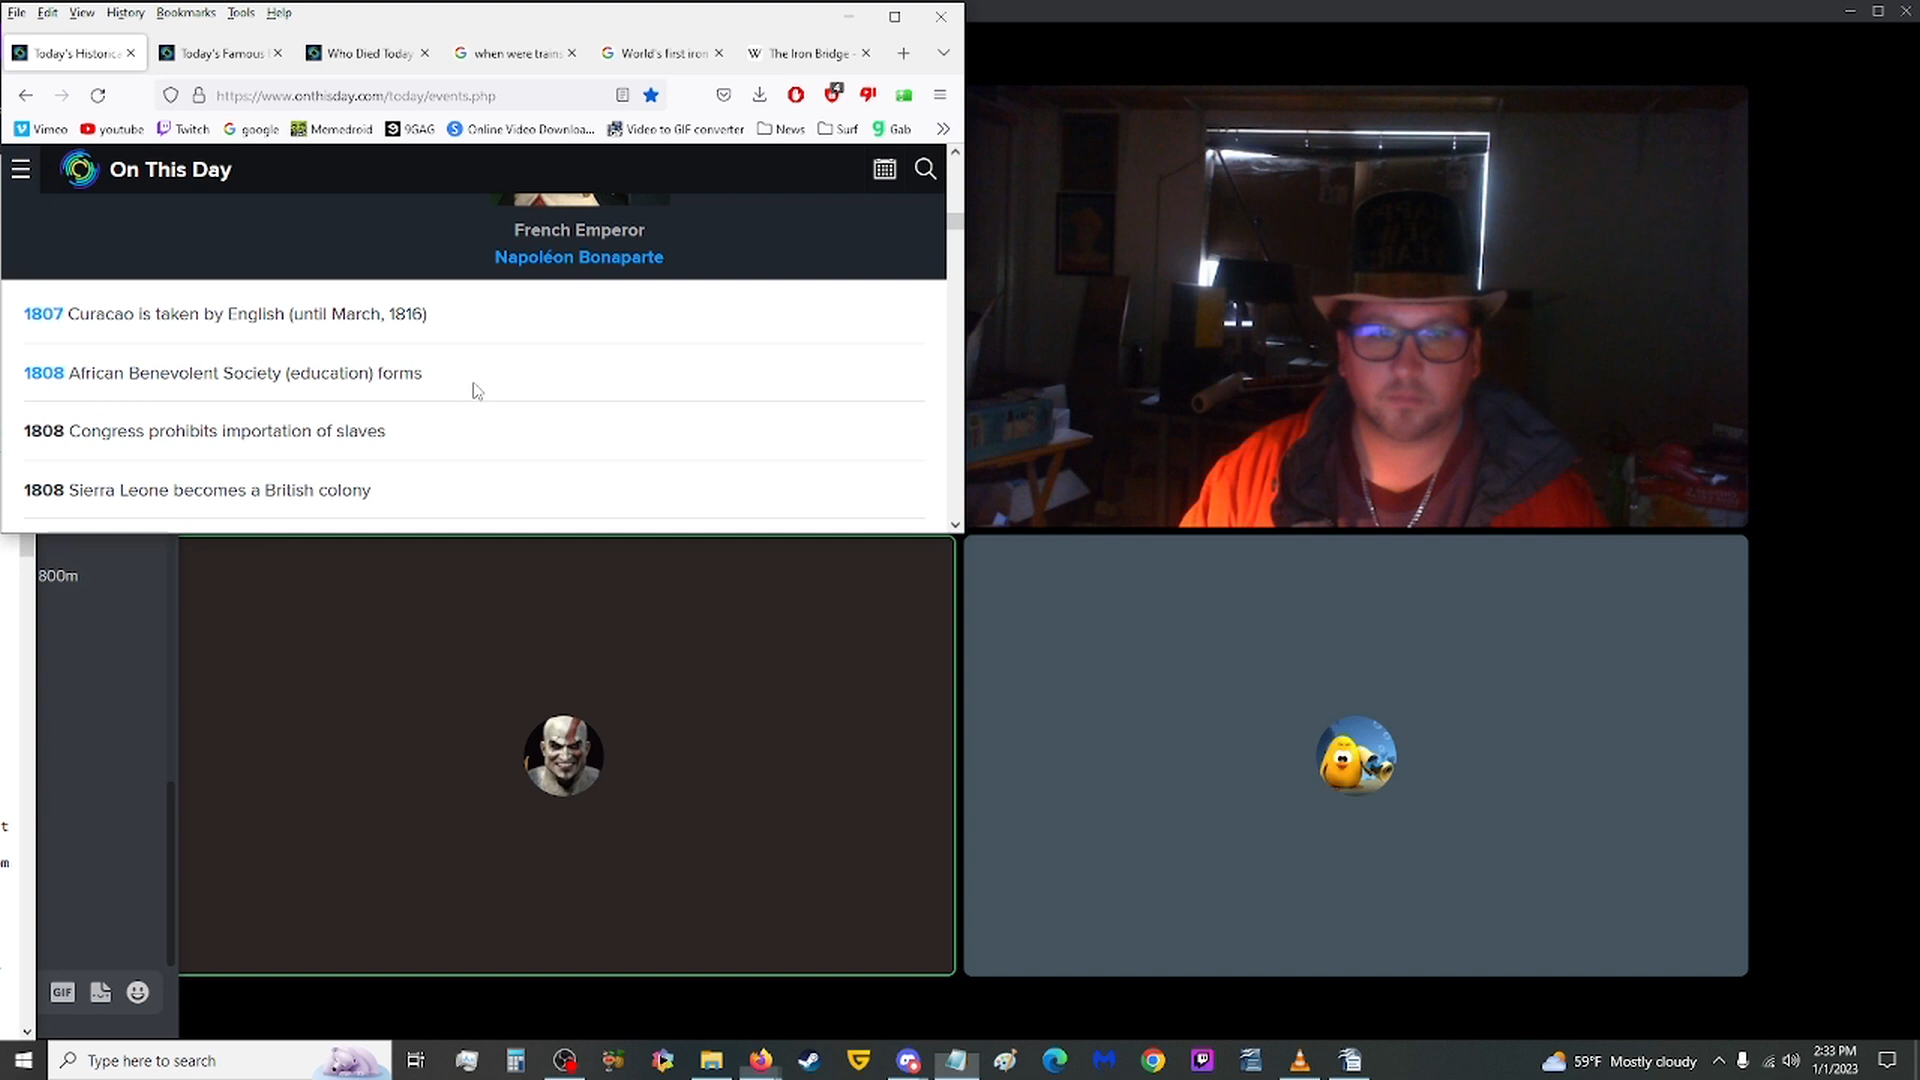 File Edit View History Bookmarks Tools Help
Today's Historica
Today's Famous
Who Died Today
when were trains
World's first iron
The Iron Bridge -
https://www.onthisday.com/today/events.php
4
Vimeo youtube Twitch google Memedroid 9GAG Online Video Downloa... Video to GIF converter News Surf Gab
On This Day
French Emperor
Napoléon Bonaparte
1807 Curacao is taken by English (until March, 1816)
1808 African Benevolent Society (education) forms
1808 Congress prohibits importation of slaves
1808 Sierra Leone becomes a British colony
800m
t
m
GIF
Type here to search
59°F Mostly cloudy
2:33 PM
1/1/2023